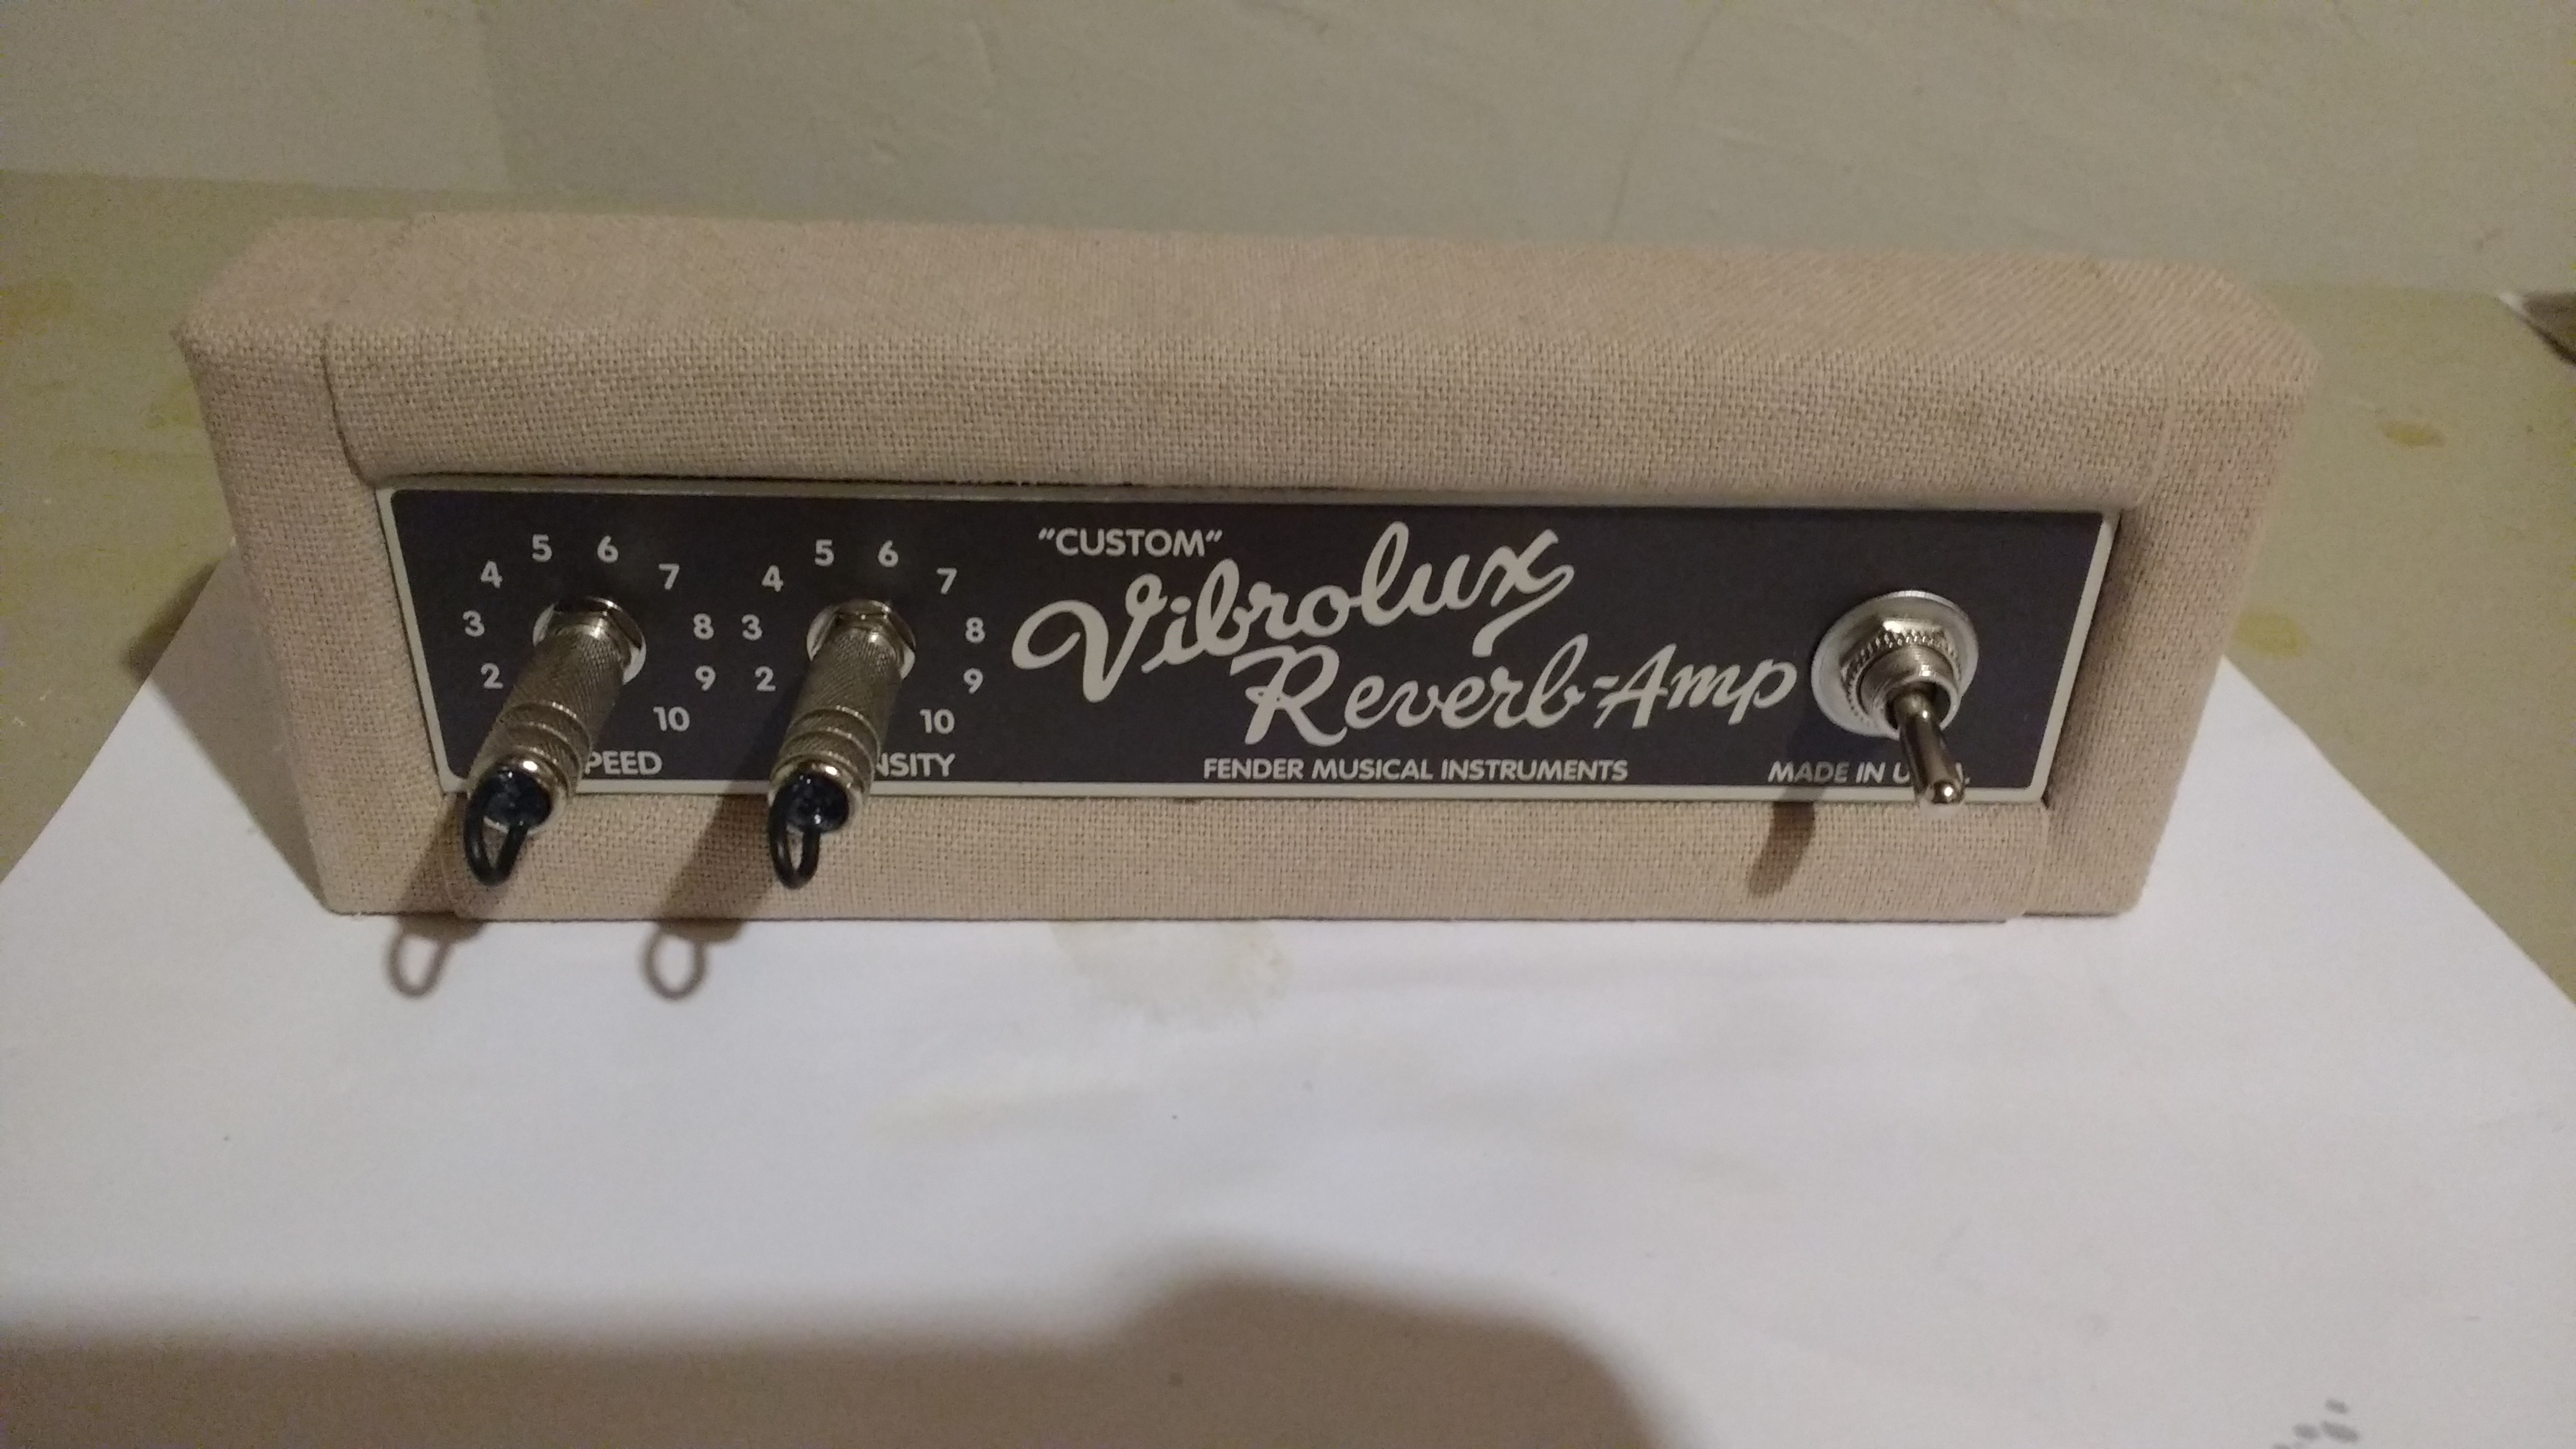 5 6
4 7
3 8
2 9
10
PEED
5 6
4 7
3 8
2 9
10
NSITY
"CUSTOM"
Vibrolux
Reverb-Amp
FENDER MUSICAL INSTRUMENTS
MADE IN U